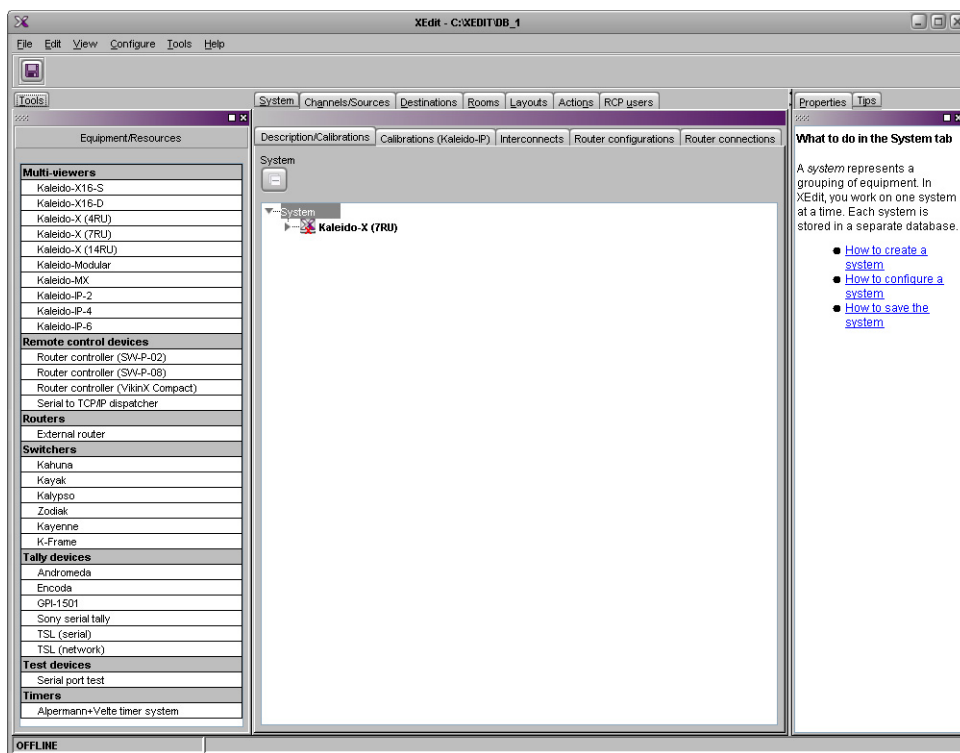 XEdit - C:\XEDIT\DB_1
File Edit View Configure Tools Help
Tools
Equipment/Resources
Multi-viewers
Kaleido-X16-S
Kaleido-X16-D
Kaleido-X (4RU)
Kaleido-X (7RU)
Kaleido-X (14RU)
Kaleido-Modular
Kaleido-MX
Kaleido-IP-2
Kaleido-IP-4
Kaleido-IP-6
Remote control devices
Router controller (SW-P-02)
Router controller (SW-P-08)
Router controller (VikinX Compact)
Serial to TCP/IP dispatcher
Routers
External router
Switchers
Kahuna
Kayak
Kalypso
Zodiak
Kayenne
K-Frame
Tally devices
Andromeda
Encoda
GPI-1501
Sony serial tally
TSL (serial)
TSL (network)
Test devices
Serial port test
Timers
Alpermann+Velte timer system
System Channels/Sources Destinations Rooms Layouts Actions RCP users
Description/Calibrations Calibrations (Kaleido-IP) Interconnects Router configurations Router connections
System
System
Kaleido-X (7RU)
Properties Tips
What to do in the System tab
A system represents a
grouping of equipment. In
XEdit, you work on one system
at a time. Each system is
stored in a separate database.
How to create a
system
How to configure a
system
How to save the
system
OFFLINE